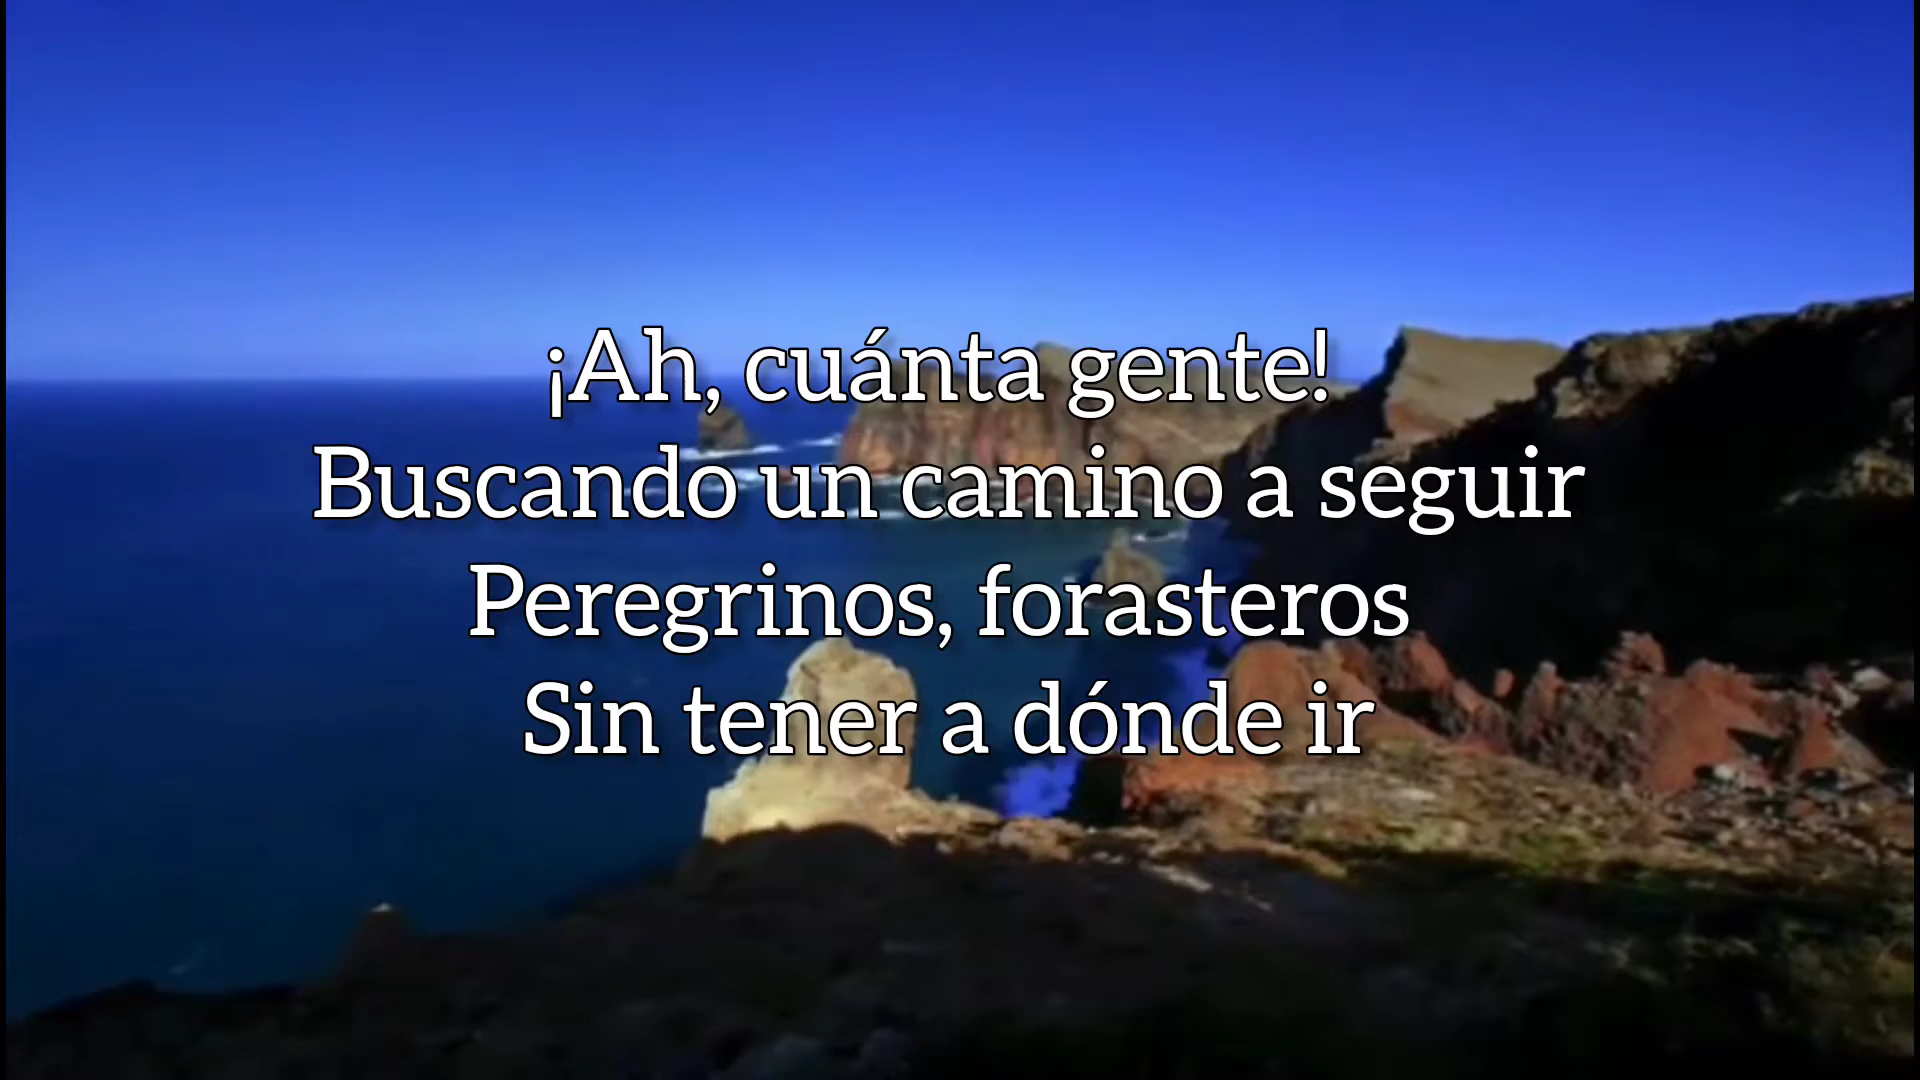 ¡Ah, cuánta gente!
Buscando un camino a seguir
Peregrinos, forasteros
Sin tener a dónde ir